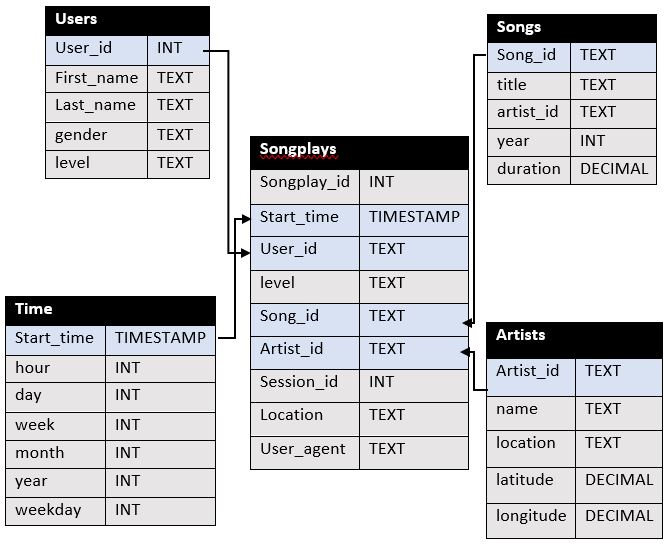 Users
User_id INT
First_name TEXT
Last_name TEXT
gender TEXT
level TEXT
Songs
Song_id TEXT
title TEXT
artist_id TEXT
year INT
duration DECIMAL
Songplays
Songplay_id INT
Start_time TIMESTAMP
User_id TEXT
level TEXT
Song_id TEXT
Artist_id TEXT
Session_id INT
Location TEXT
User_agent TEXT
Time
Start_time TIMESTAMP
hour INT
day INT
week INT
month INT
year INT
weekday INT
Artists
Artist_id TEXT
name TEXT
location TEXT
latitude DECIMAL
longitude DECIMAL